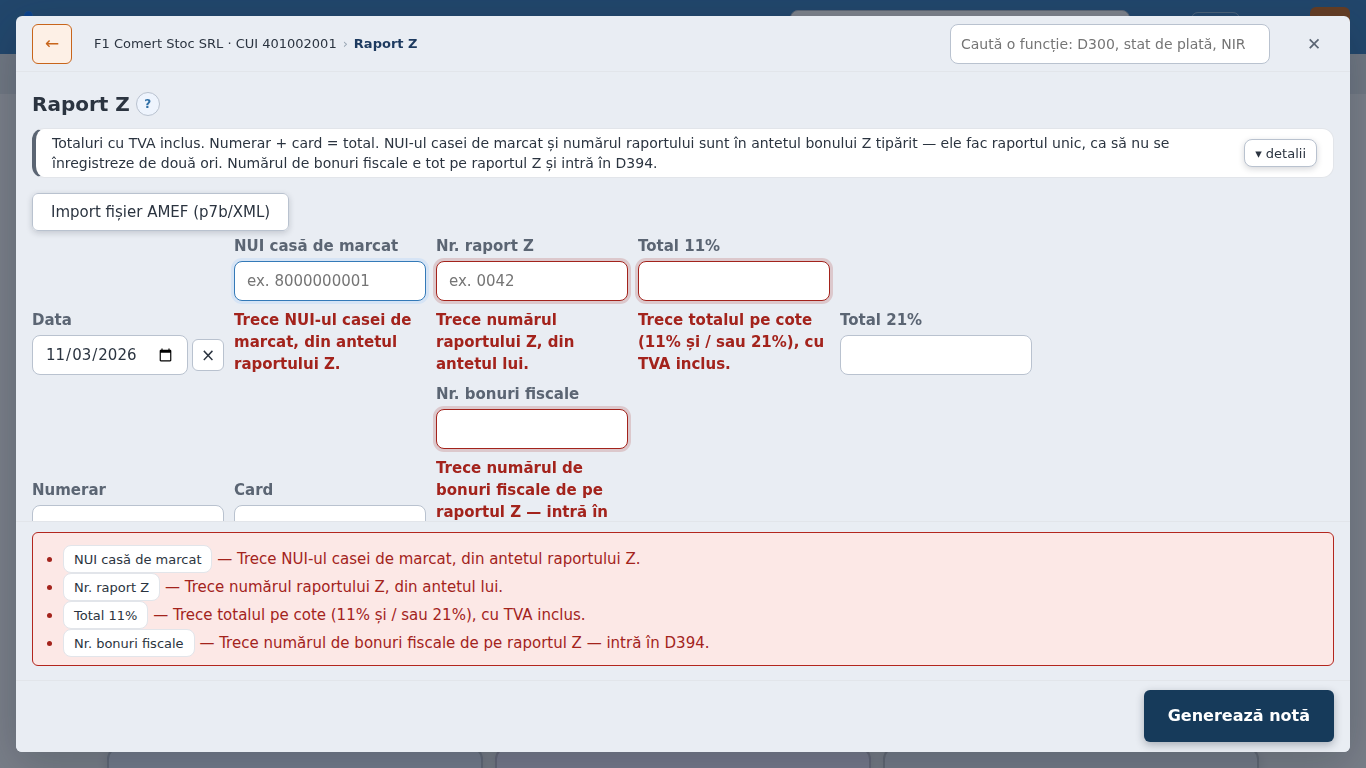 ←
F1 Comert Stoc SRL · CUI 401002001 › Raport Z
Caută o funcție: D300, stat de plată, NIR
✕
Raport Z ?
Totaluri cu TVA inclus. Numerar + card = total. NUI-ul casei de marcat și numărul raportului sunt în antetul bonului Z tipărit — ele fac raportul unic, ca să nu se
înregistreze de două ori. Numărul de bonuri fiscale e tot pe raportul Z și intră în D394.
▾ detalii
Import fișier AMEF (p7b/XML)
NUI casă de marcat
ex. 8000000001
Nr. raport Z
ex. 0042
Total 11%
Data
11/03/2026
×
Trece NUI-ul casei de
marcat, din antetul
raportului Z.
Trece numărul
raportului Z, din
antetul lui.
Trece totalul pe cote
(11% și / sau 21%), cu
TVA inclus.
Total 21%
Numerar
Card
Nr. bonuri fiscale
Trece numărul de
bonuri fiscale de pe
raportul Z — intră în
• NUI casă de marcat — Trece NUI-ul casei de marcat, din antetul raportului Z.
• Nr. raport Z — Trece numărul raportului Z, din antetul lui.
• Total 11% — Trece totalul pe cote (11% și / sau 21%), cu TVA inclus.
• Nr. bonuri fiscale — Trece numărul de bonuri fiscale de pe raportul Z — intră în D394.
Generează notă